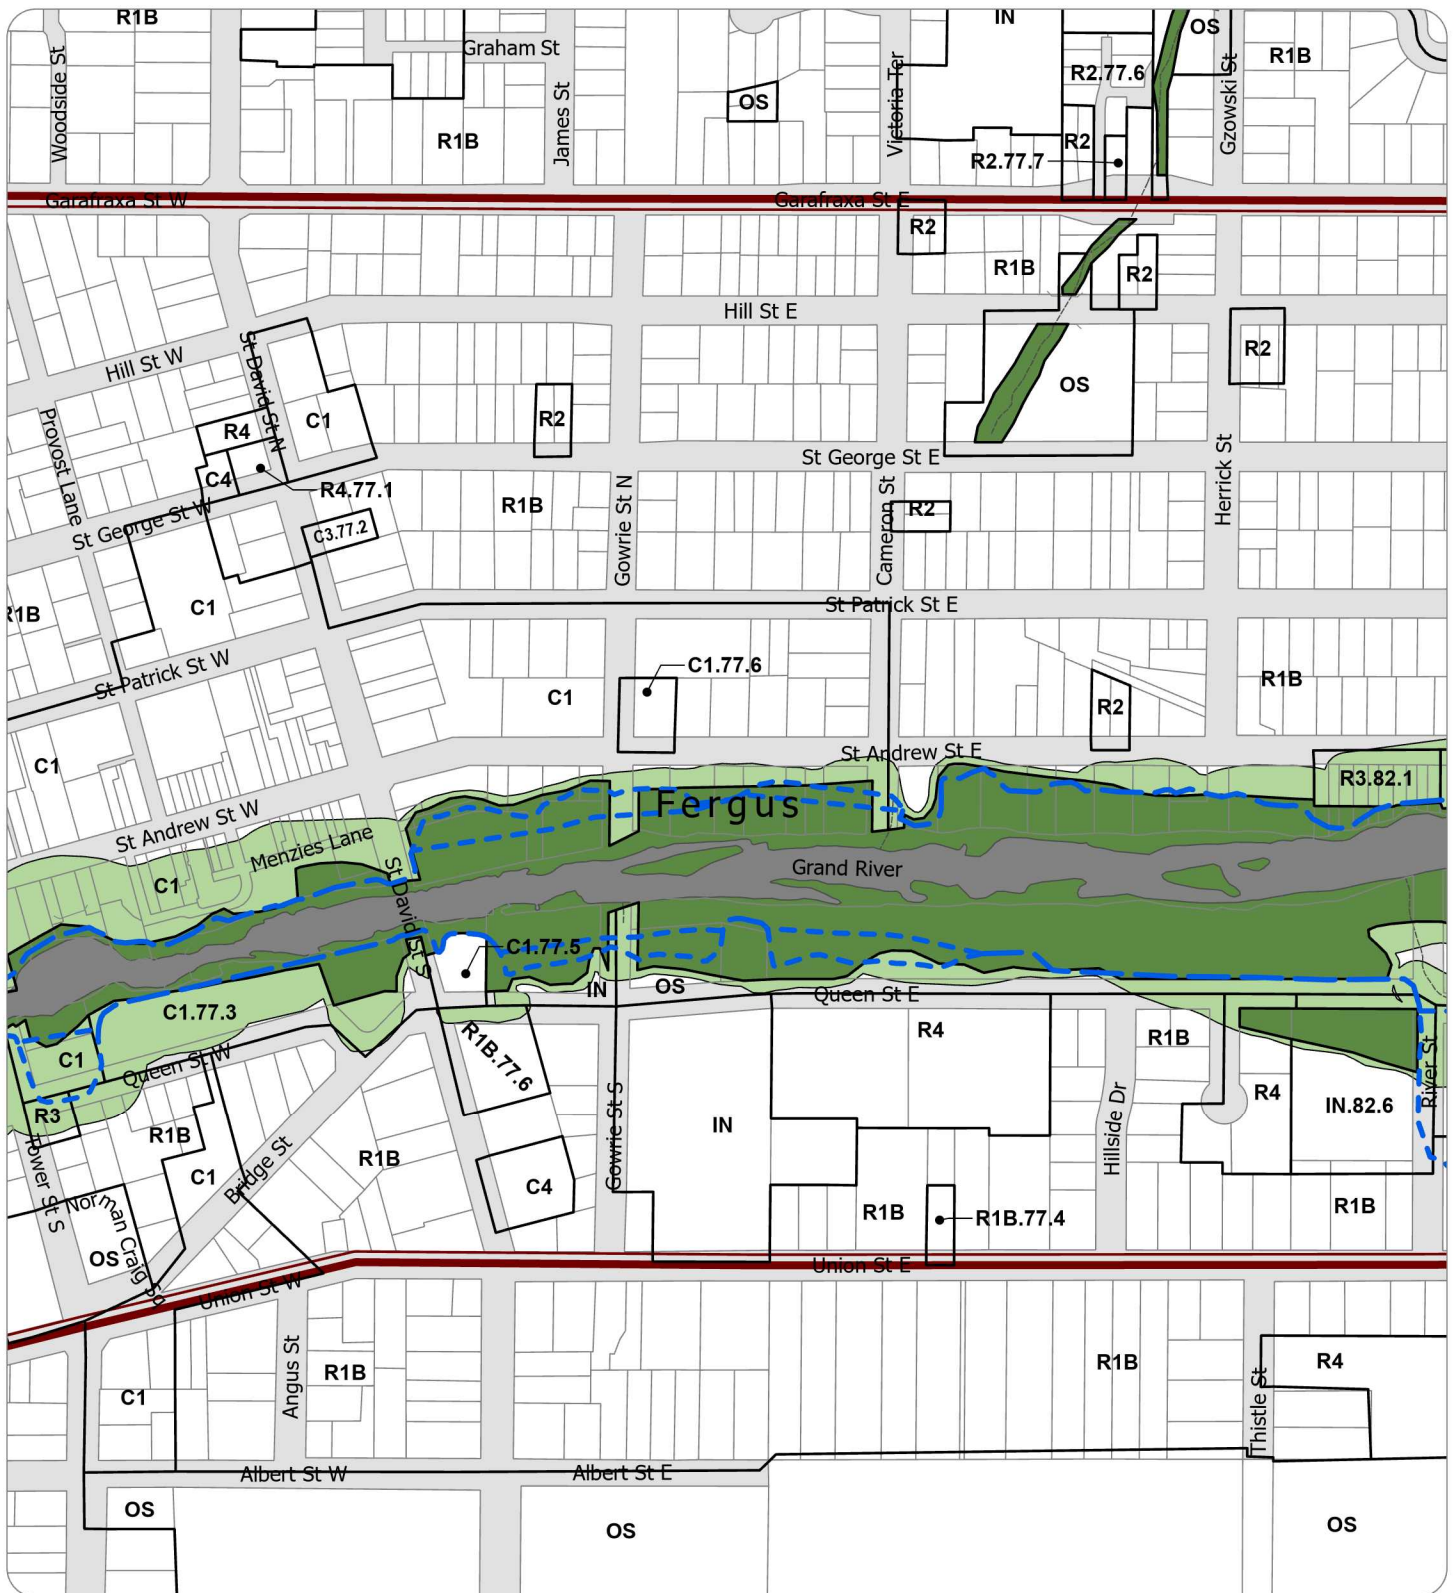 R1B
IN
OS
Woodside St
Graham St
R1B
James St
OS
Victoria Ter
R2.77.6
Gzowski St
R1B
R2
R2.77.7
Garafraxa St W
Garafraxa St E
R2
R1B
R2
Hill St E
Hill St W
St David St N
R2
OS
C1
R2
R4
Provost Lane
C4
R4.77.1
St George St E
St George St W
R1B
Gowrie St N
Cameron St
R2
Herrick St
C3.77.2
R1B
C1
St Patrick St E
St Patrick St W
C1.77.6
C1
R2
R1B
C1
St Andrew St E
R3.82.1
Fergus
St Andrew St W
Menzies Lane
Grand River
C1
St David St S
C1.77.5
IN
OS
Queen St E
C1.77.3
C1
Queen St W
R1B.77.6
R4
R1B
River St
R3
R1B
Tower St S
C1
Bridge St
R1B
Gowrie St S
IN
Hillside Dr
R4
IN.82.6
C4
Norman Craig Sq
OS
R1B
R1B.77.4
R1B
Union St E
Union St W
Angus St
R1B
C1
R1B
Thistle St
R4
Albert St W
Albert St E
OS
OS
OS